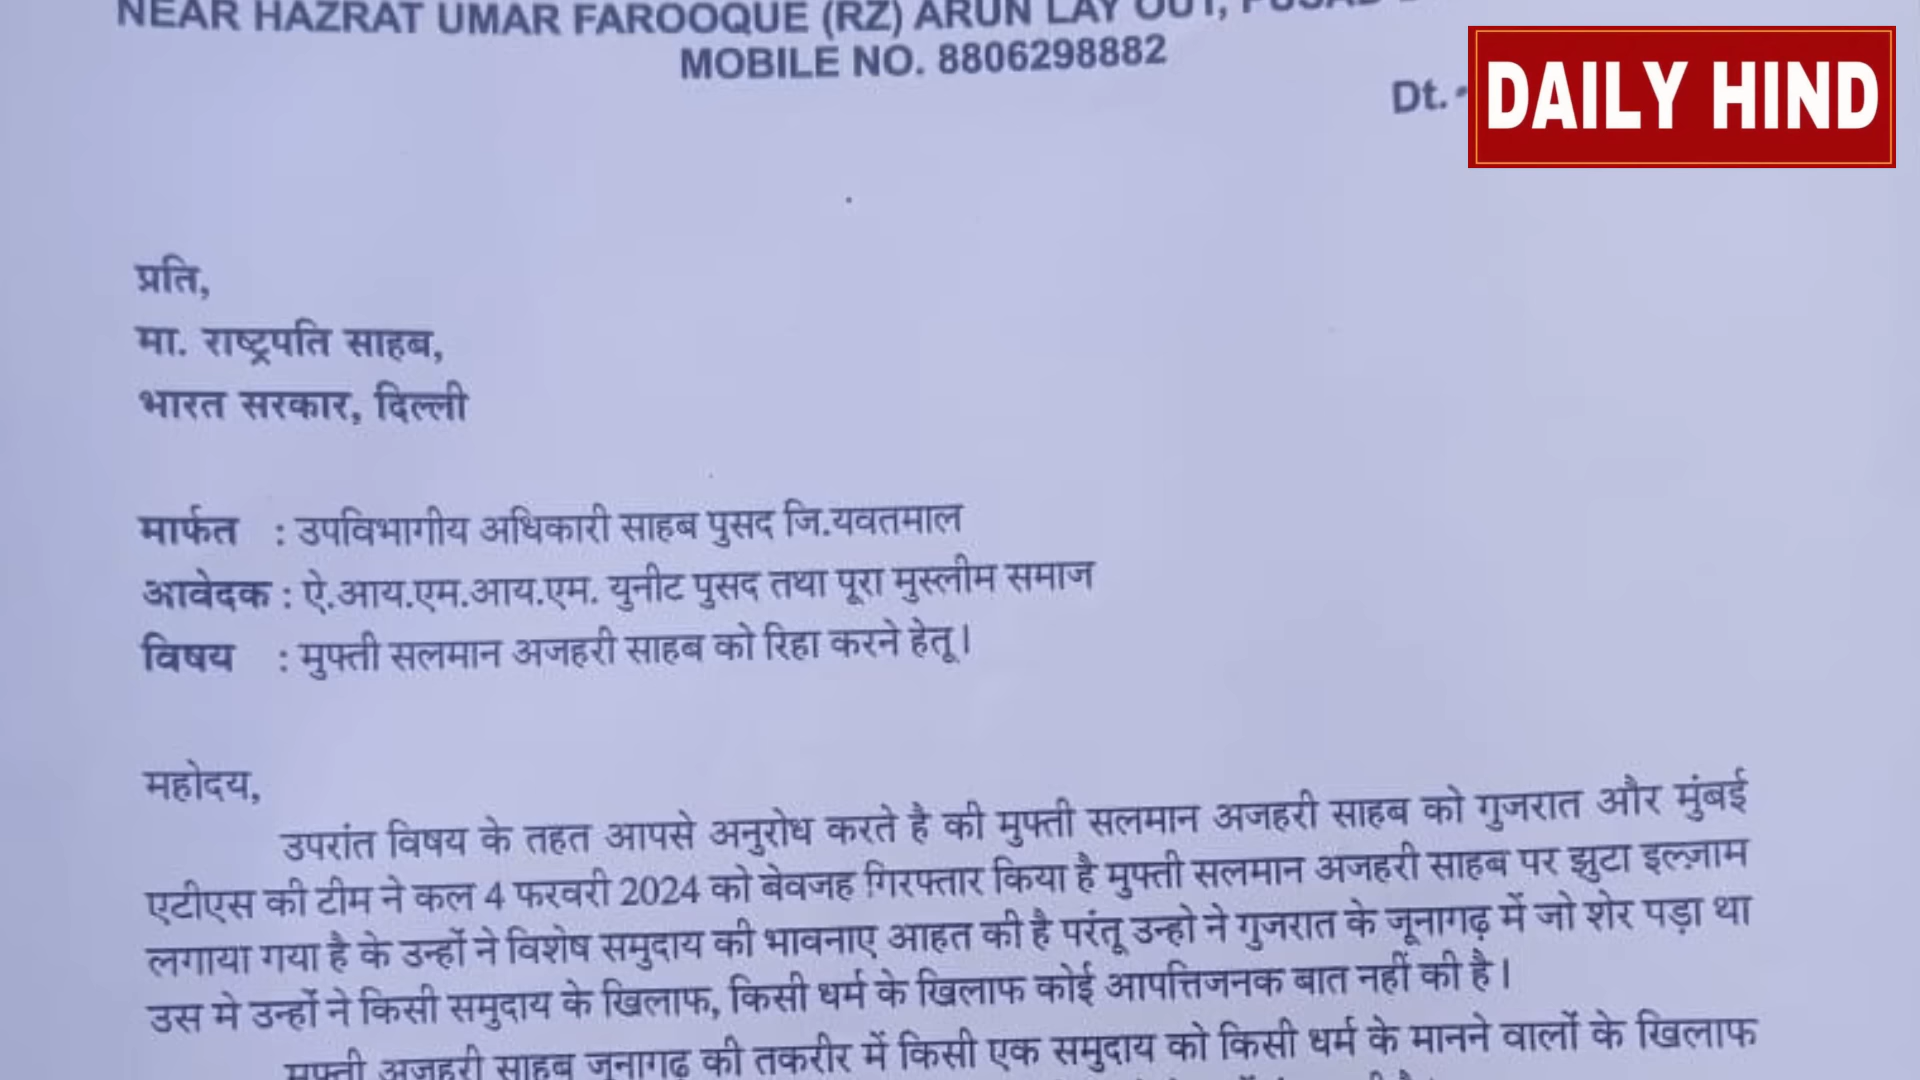 NEAR HAZRAT UMAR FAROOQUE (RZ) ARUN LAY OUT,
MOBILE NO. 8806298882
Dt.-
DAILY HIND
प्रति,
मा. राष्ट्रपति साहब,
भारत सरकार, दिल्ली
मार्फत : उपविभागीय अधिकारी साहब पुसद जि.यवतमाल
आवेदक : ऐ.आय.एम.आय.एम. युनीट पुसद तथा पूरा मुस्लीम समाज
विषय : मुफ्ती सलमान अजहरी साहब को रिहा करने हेतू।
महोदय,
उपरांत विषय के तहत आपसे अनुरोध करते है की मुफ्ती सलमान अजहरी साहब को गुजरात और मुंबई
एटीएस की टीम ने कल 4 फरवरी 2024 को बेवजह गिरफ्तार किया है मुफ्ती सलमान अजहरी साहब पर झुटा इल्ज़ाम
लगाया गया है के उन्हों ने विशेष समुदाय की भावनाए आहत की है परंतू उन्हो ने गुजरात के जूनागढ़ में जो शेर पड़ा था
उस मे उन्हों ने किसी समुदाय के खिलाफ, किसी धर्म के खिलाफ कोई आपत्तिजनक बात नहीं की है।
मुफ्ती अजहरी साहब जूनागढ़ की तकरीर में किसी एक समुदाय को किसी धर्म के मानने वालों के खिलाफ